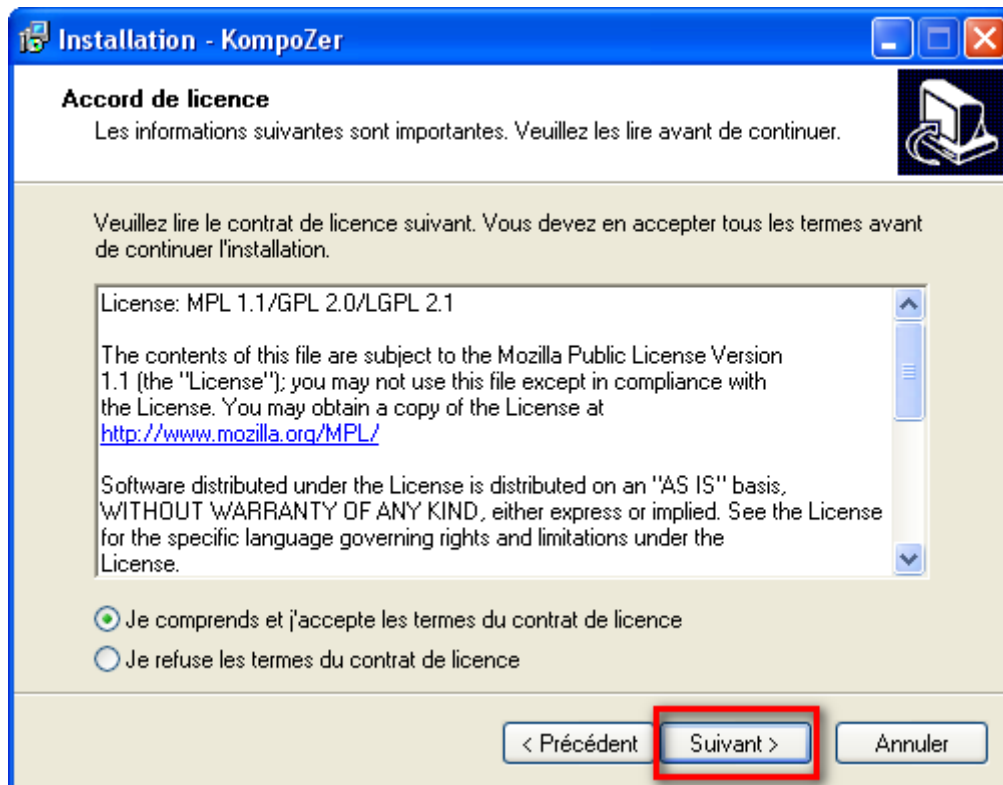 Installation - KompoZer
Accord de licence
Les informations suivantes sont importantes. Veuillez les lire avant de continuer.
Veuillez lire le contrat de licence suivant. Vous devez en accepter tous les termes avant
de continuer l'installation.
License: MPL 1.1/GPL 2.0/LGPL 2.1
The contents of this file are subject to the Mozilla Public License Version
1.1 (the "License"); you may not use this file except in compliance with
the License. You may obtain a copy of the License at
http://www.mozilla.org/MPL/
Software distributed under the License is distributed on an "AS IS" basis,
WITHOUT WARRANTY OF ANY KIND, either express or implied. See the License
for the specific language governing rights and limitations under the
License.
Je comprends et j'accepte les termes du contrat de licence
Je refuse les termes du contrat de licence
< Précédent
Suivant >
Annuler